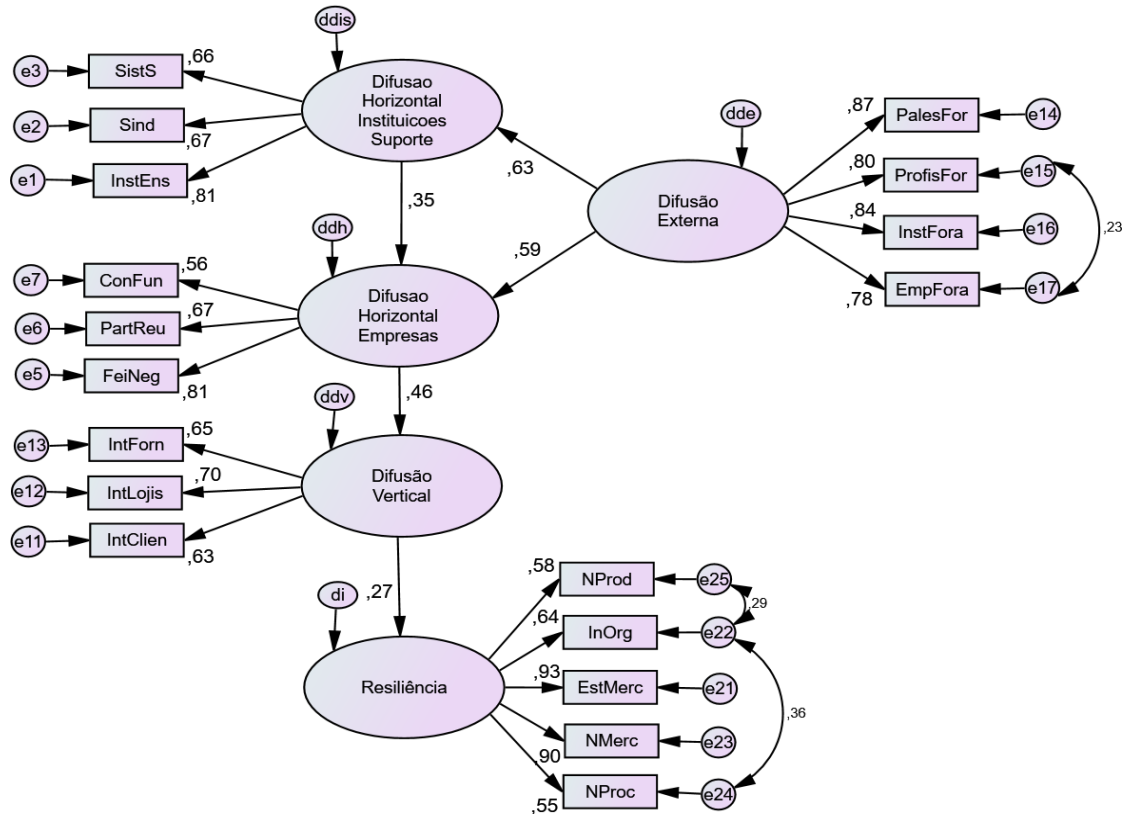 ddis
e3
SistS
,66
e2
Sind
,67
e1
InstEns
,81
Difusao
Horizontal
Instituicoes
Suporte
,63
,35
dde
Difusão
Externa
,59
,87
PalesFor
e14
,80
ProfisFor
e15
,84
InstFora
e16
,78
EmpFora
e17
,23
ddh
e7
ConFun
,56
e6
PartReu
,67
e5
FeiNeg
,81
Difusao
Horizontal
Empresas
,46
ddv
e13
IntForn
,65
e12
IntLojis
,70
e11
IntClien
,63
Difusão
Vertical
,27
di
Resiliência
,58
NProd
e25
,29
,64
InOrg
e22
,93
EstMerc
e21
,36
NMerc
e23
,90
NProc
e24
,55